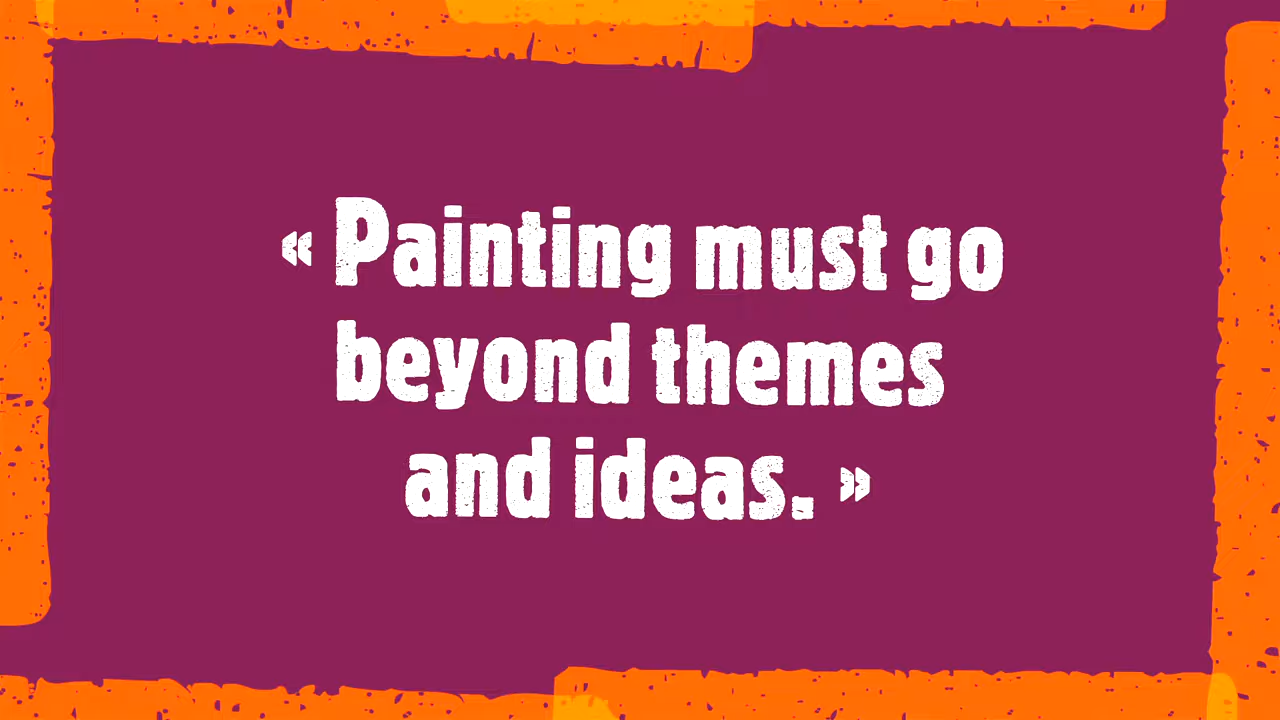 « Painting must go
beyond themes
and ideas. »